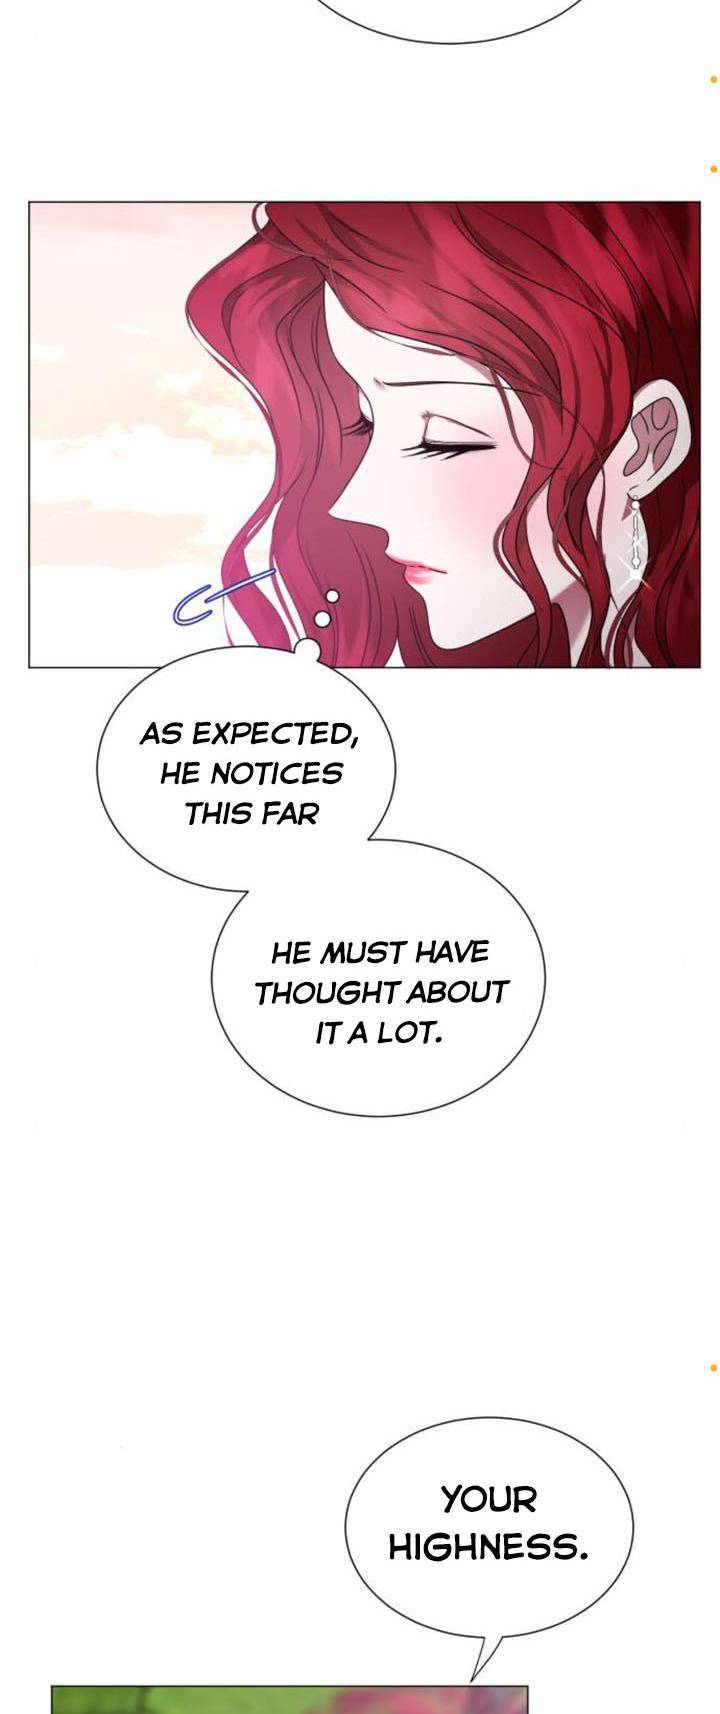 AS EXPECTED,
HE NOTICES
THIS FAR
HE MUST HAVE
THOUGHT ABOUT
IT A LOT.
YOUR
HIGHNESS.